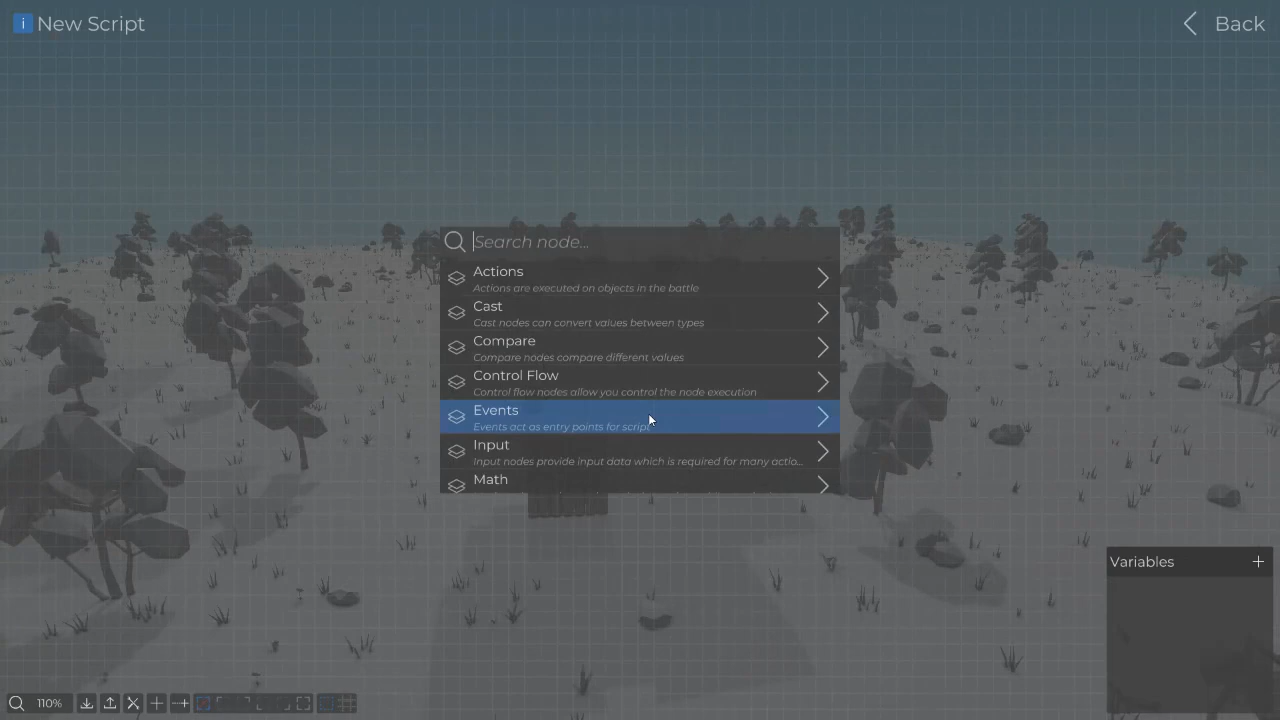 i New Script
Back
Search node...
Actions
Actions are executed on objects in the battle
Cast
Cast nodes can convert values between types
Compare
Compare nodes compare different values
Control Flow
Control flow nodes allow you control the node execution
Events
Events act as entry points for script
Input
Input nodes provide input data which is required for many actio...
Math
Variables +
110%